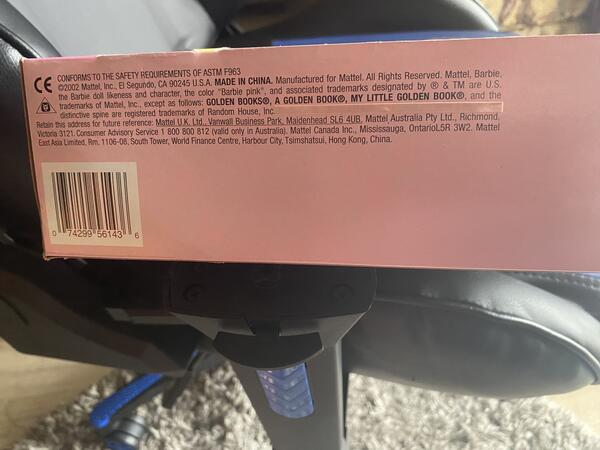 CE CONFORMS TO THE SAFETY REQUIREMENTS OF ASTM F963
©2002 Mattel, Inc., El Segundo, CA 90245 U.S.A. MADE IN CHINA. Manufactured for Mattel. All Rights Reserved. Mattel, Barbie,
the Barbie doll likeness and character, the color "Barbie pink", and associated trademarks designated by ® & TM are U.S.
trademarks of Mattel, Inc., except as follows: GOLDEN BOOKS®, A GOLDEN BOOK®, MY LITTLE GOLDEN BOOK®, and the
distinctive spine are registered trademarks of Random House, Inc.
Retain this address for future reference: Mattel U.K. Ltd., Vanwall Business Park, Maidenhead SL6 4UB. Mattel Australia Pty Ltd., Richmond,
Victoria 3121. Consumer Advisory Service 1 800 800 812 (valid only in Australia). Mattel Canada Inc., Mississauga, OntarioL5R 3W2. Mattel
East Asia Limited, Rm. 1106-08, South Tower, World Finance Centre, Harbour City, Tsimshatsui, Hong Kong, China.
0 74299 56143 6